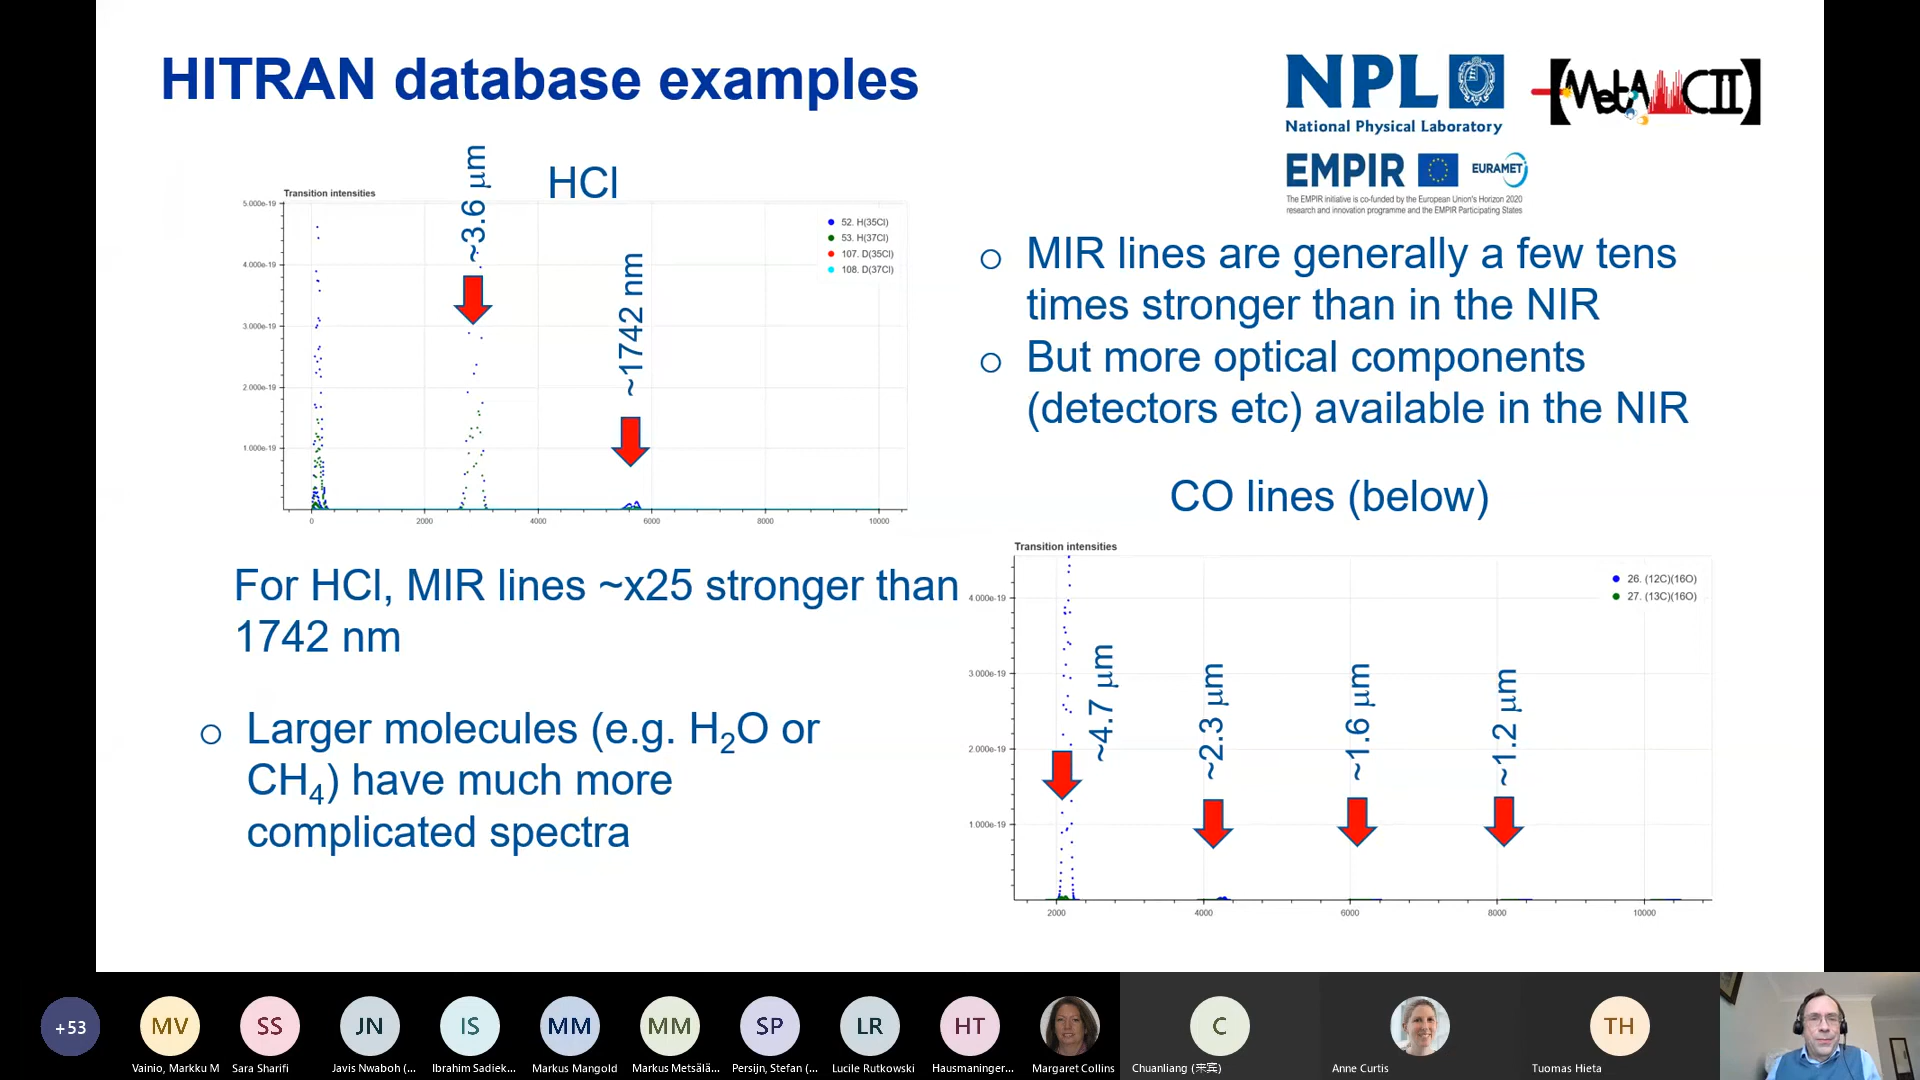 HITRAN database examples
NPL
National Physical Laboratory
[MetAMCII]
EMPIR
EURAMET
The EMPIR initiative is co-funded by the European Union's Horizon 2020
research and innovation programme and the EMPIR Participating States
HCl
Transition intensities
5.000e-19
4.000e-19
3.000e-19
2.000e-19
1.000e-19
0
2000
4000
6000
8000
10000
52. H(35Cl)
53. H(37Cl)
107. D(35Cl)
108. D(37Cl)
~3.6 μm
~1742 nm
MIR lines are generally a few tens
times stronger than in the NIR
But more optical components
(detectors etc) available in the NIR
CO lines (below)
For HCl, MIR lines ~x25 stronger than
1742 nm
Larger molecules (e.g. H₂O or
CH₄) have much more
complicated spectra
Transition intensities
4.000e-19
3.000e-19
2.000e-19
1.000e-19
2000
4000
6000
8000
10000
26. (12C)(16O)
27. (13C)(16O)
~4.7 μm
~2.3 μm
~1.6 μm
~1.2 μm
+53
MV
SS
JN
IS
MM
MM
SP
LR
HT
C
TH
Vainio, Markku M
Sara Sharifi
Javis Nwaboh (...
Ibrahim Sadiek...
Markus Mangold
Markus Metsälä...
Persijn, Stefan (...
Lucile Rutkowski
Hausmaninger...
Margaret Collins
Chuanliang (宋宾)
Anne Curtis
Tuomas Hieta